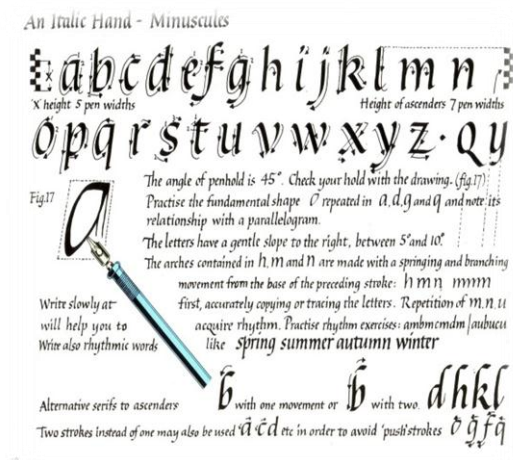 An Italic Hand - Minuscules
a b c d e f g h i j k l m n
'X' height 5 pen widths Height of ascenders 7 pen widths
o p q r s t u v w x y z · q y
The angle of penhold is 45°. Check your hold with the drawing. (fig.17)
Fig.17 Practise the fundamental shape o repeated in a,d,g and q and note its
relationship with a parallelogram.
The letters have a gentle slope to the right, between 5° and 10°
The arches contained in h, m and n are made with a springing and branching
movement from the base of the preceding stroke: h m n mmm
Write slowly at first, accurately copying or tracing the letters. Repetition of m, n, u
will help you to acquire rhythm. Practise rhythm exercises: ambmcmdm | aubucu
Write also rhythmic words like spring summer autumn winter
Alternative serifs to ascenders b with one movement or b with two. d h k l
Two strokes instead of one may also be used a c d etc in order to avoid 'push' strokes o g f q